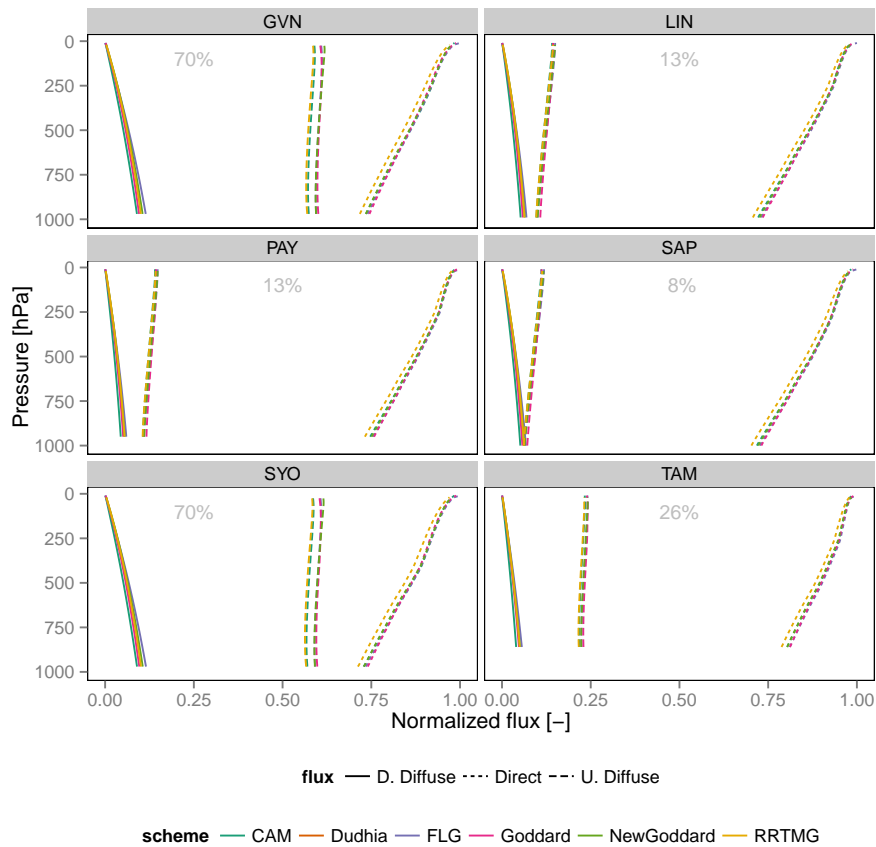 GVN LIN
0
250
500
750
1000
70% 13%
PAY SAP
0
250
500
750
1000
13% 8%
SYO TAM
0
250
500
750
1000
70% 26%
Pressure [hPa]
0.00 0.25 0.50 0.75 1.00 0.00 0.25 0.50 0.75 1.00
Normalized flux [−]
flux D. Diffuse Direct U. Diffuse
scheme CAM Dudhia FLG Goddard NewGoddard RRTMG